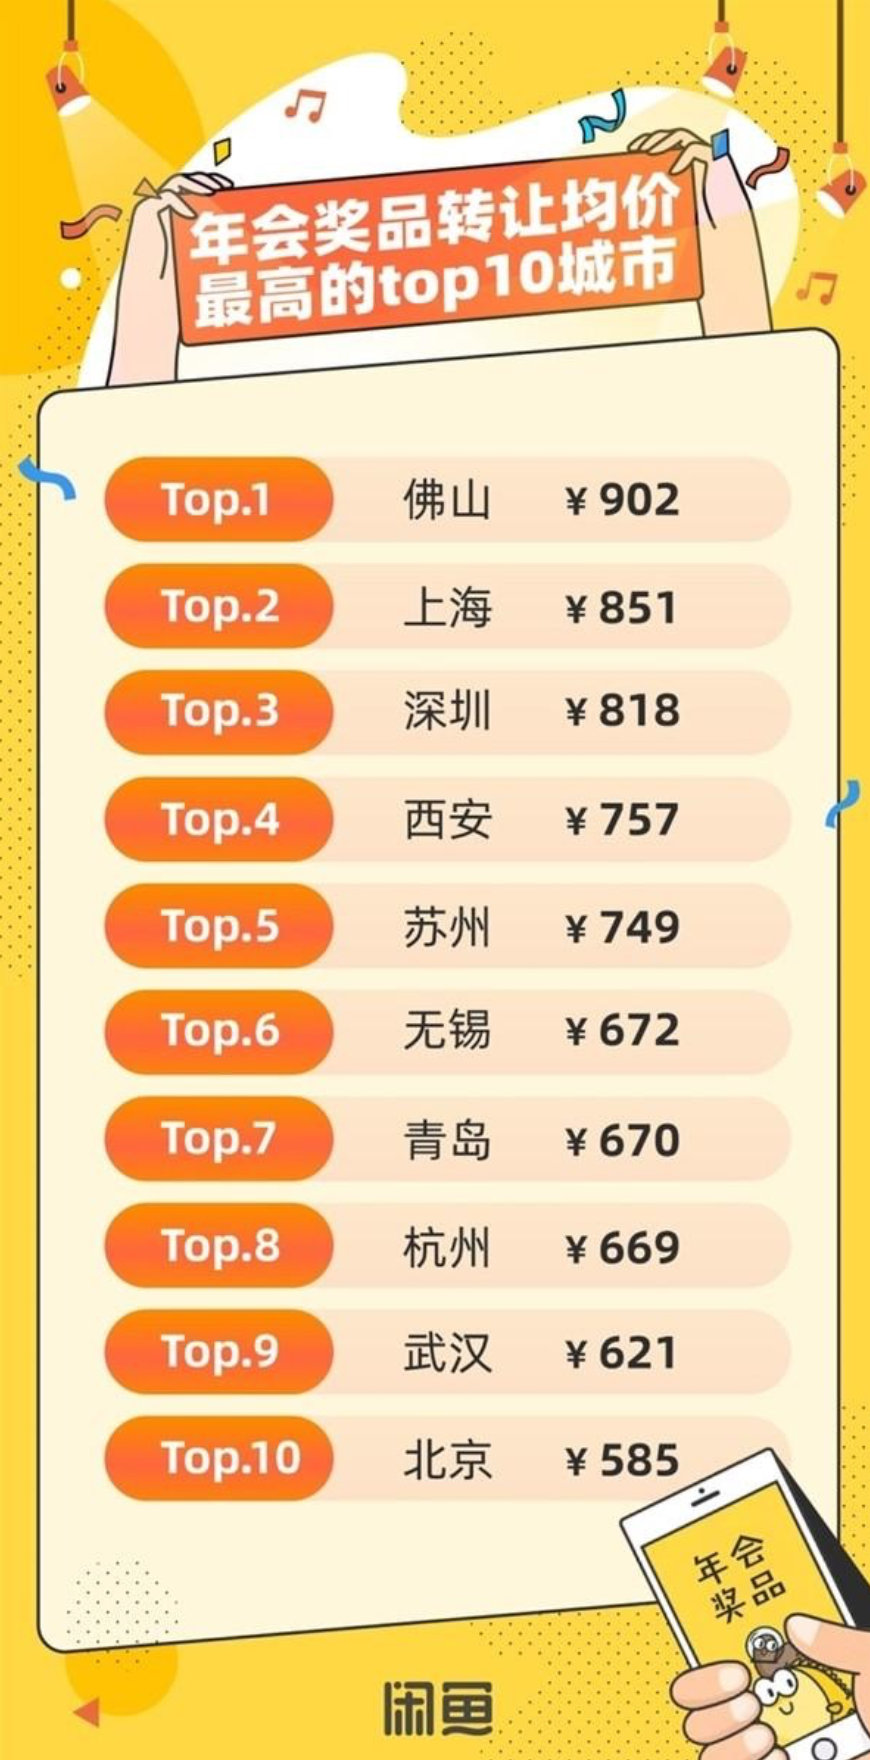 年会奖品转让均价
最高的top10城市
Top.1 佛山 ¥ 902
Top.2 上海 ¥ 851
Top.3 深圳 ¥ 818
Top.4 西安 ¥ 757
Top.5 苏州 ¥ 749
Top.6 无锡 ¥ 672
Top.7 青岛 ¥ 670
Top.8 杭州 ¥ 669
Top.9 武汉 ¥ 621
Top.10 北京 ¥ 585
年会
奖品
闲鱼